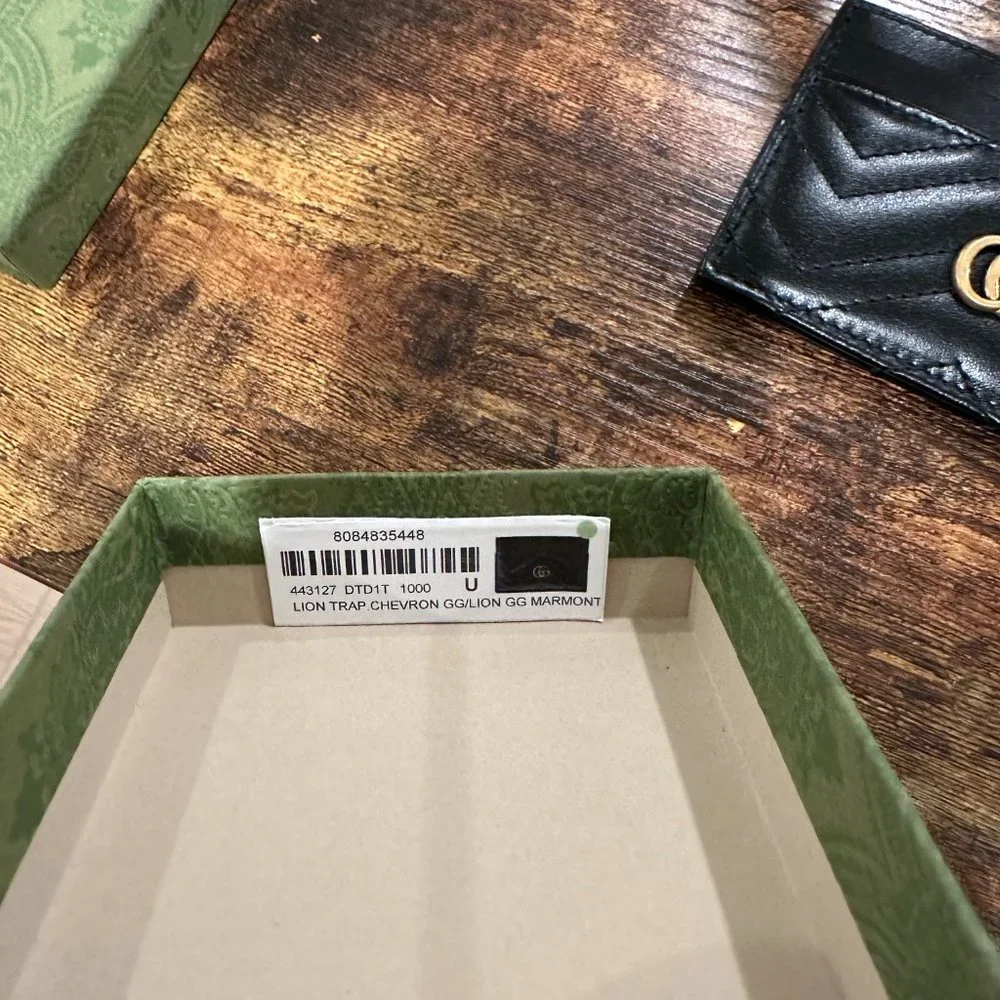 8084835448
443127 DTD1T 1000 U
LION TRAP.CHEVRON GG/LION GG MARMONT